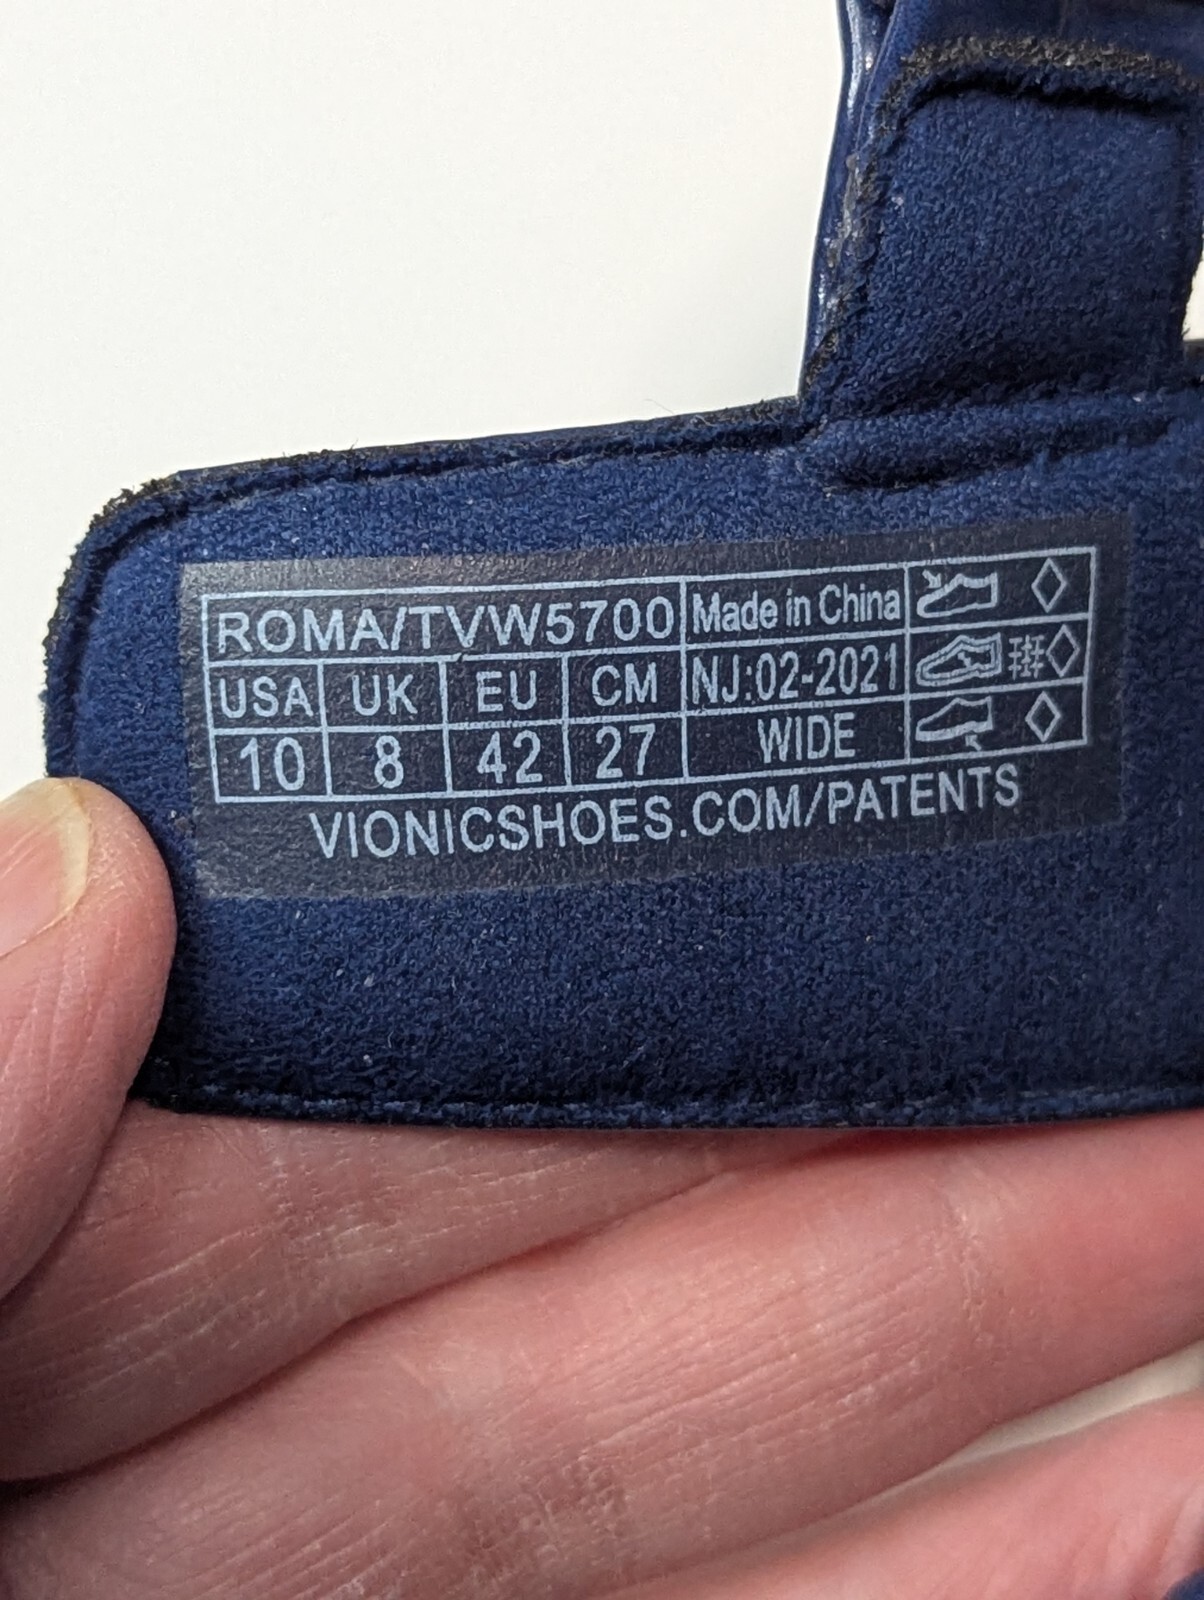 ROMA/TVW5700 Made in China
USA UK EU CM NJ:02-2021
10 8 42 27 WIDE
VIONICSHOES.COM/PATENTS